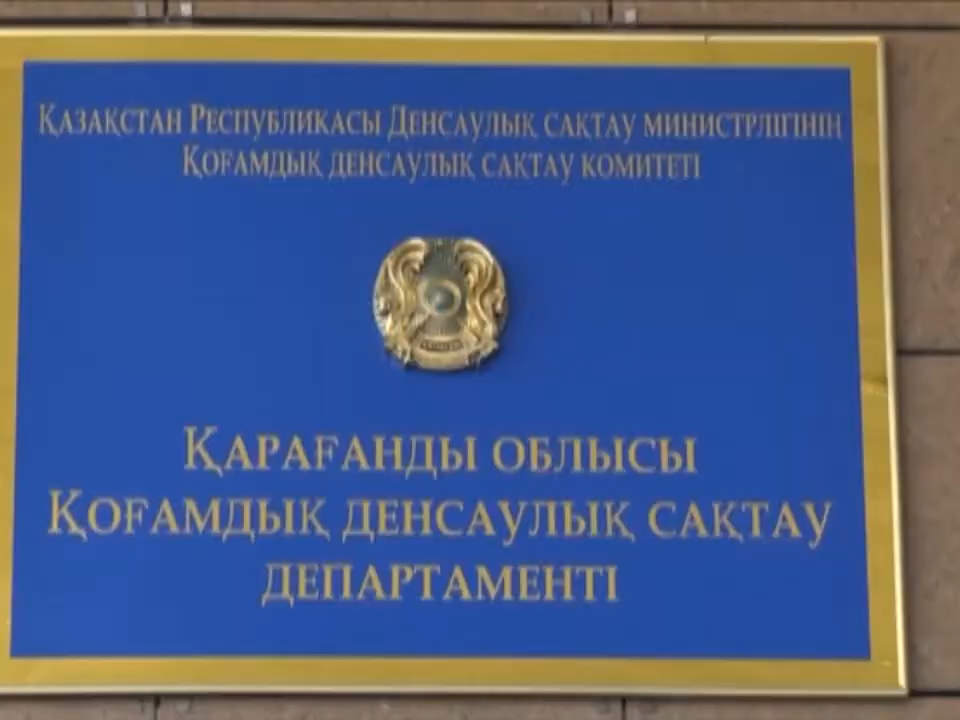 Қазақстан Республикасы Денсаулық сақтау министрлігінің
Қоғамдық денсаулық сақтау комитеті
Қарағанды облысы
Қоғамдық денсаулық сақтау
департаменті